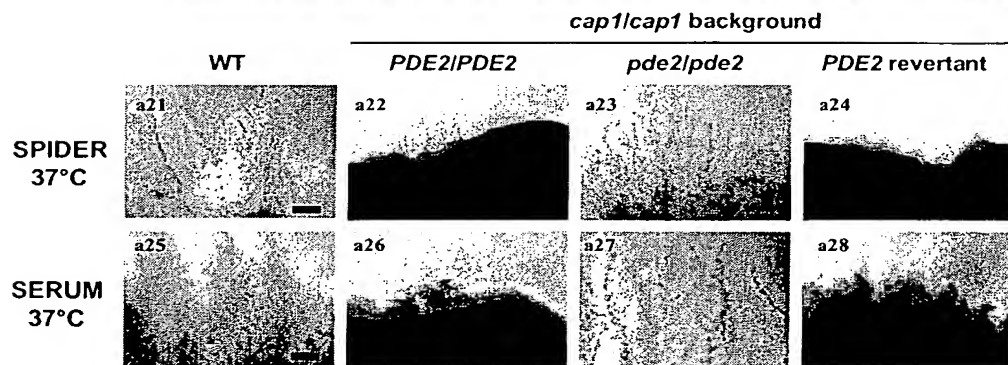 cap1/cap1 background
WT
PDE2/PDE2
pde2/pde2
PDE2 revertant
SPIDER
37°C
a21
a22
a23
a24
SERUM
37°C
a25
a26
a27
a28